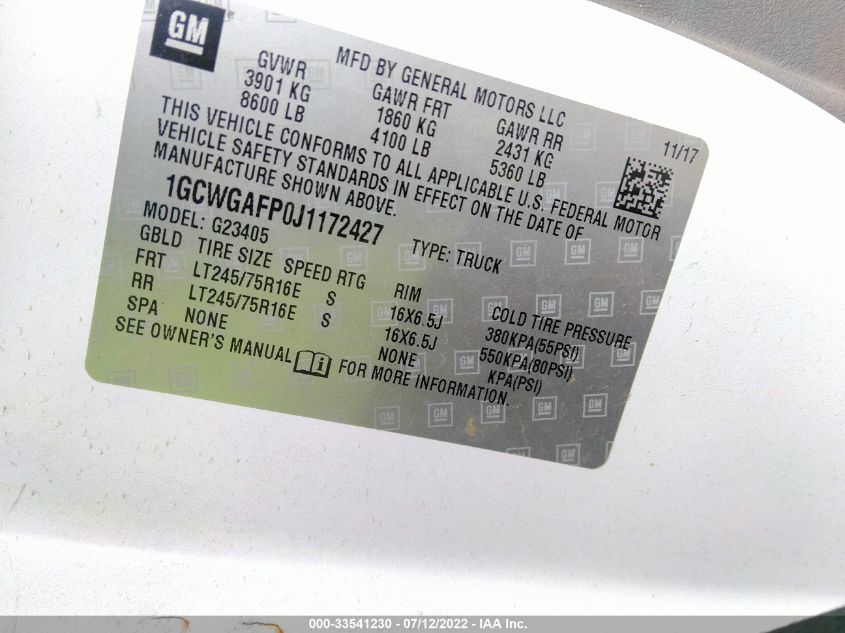 GM
MFD BY GENERAL MOTORS LLC
11/17
GVWR GAWR FRT GAWR RR
3901 KG 1860 KG 2431 KG
8600 LB 4100 LB 5360 LB
THIS VEHICLE CONFORMS TO ALL APPLICABLE U.S. FEDERAL MOTOR
VEHICLE SAFETY STANDARDS IN EFFECT ON THE DATE OF
MANUFACTURE SHOWN ABOVE.
1GCWGAFP0J1172427 TYPE: TRUCK
MODEL: G23405
GBLD TIRE SIZE SPEED RTG RIM COLD TIRE PRESSURE
FRT LT245/75R16E S 16X6.5J 380KPA(55PSI)
RR LT245/75R16E S 16X6.5J 550KPA(80PSI)
SPA NONE NONE KPA(PSI)
SEE OWNER'S MANUAL i FOR MORE INFORMATION.
000-33541230 - 07/12/2022 - IAA Inc.